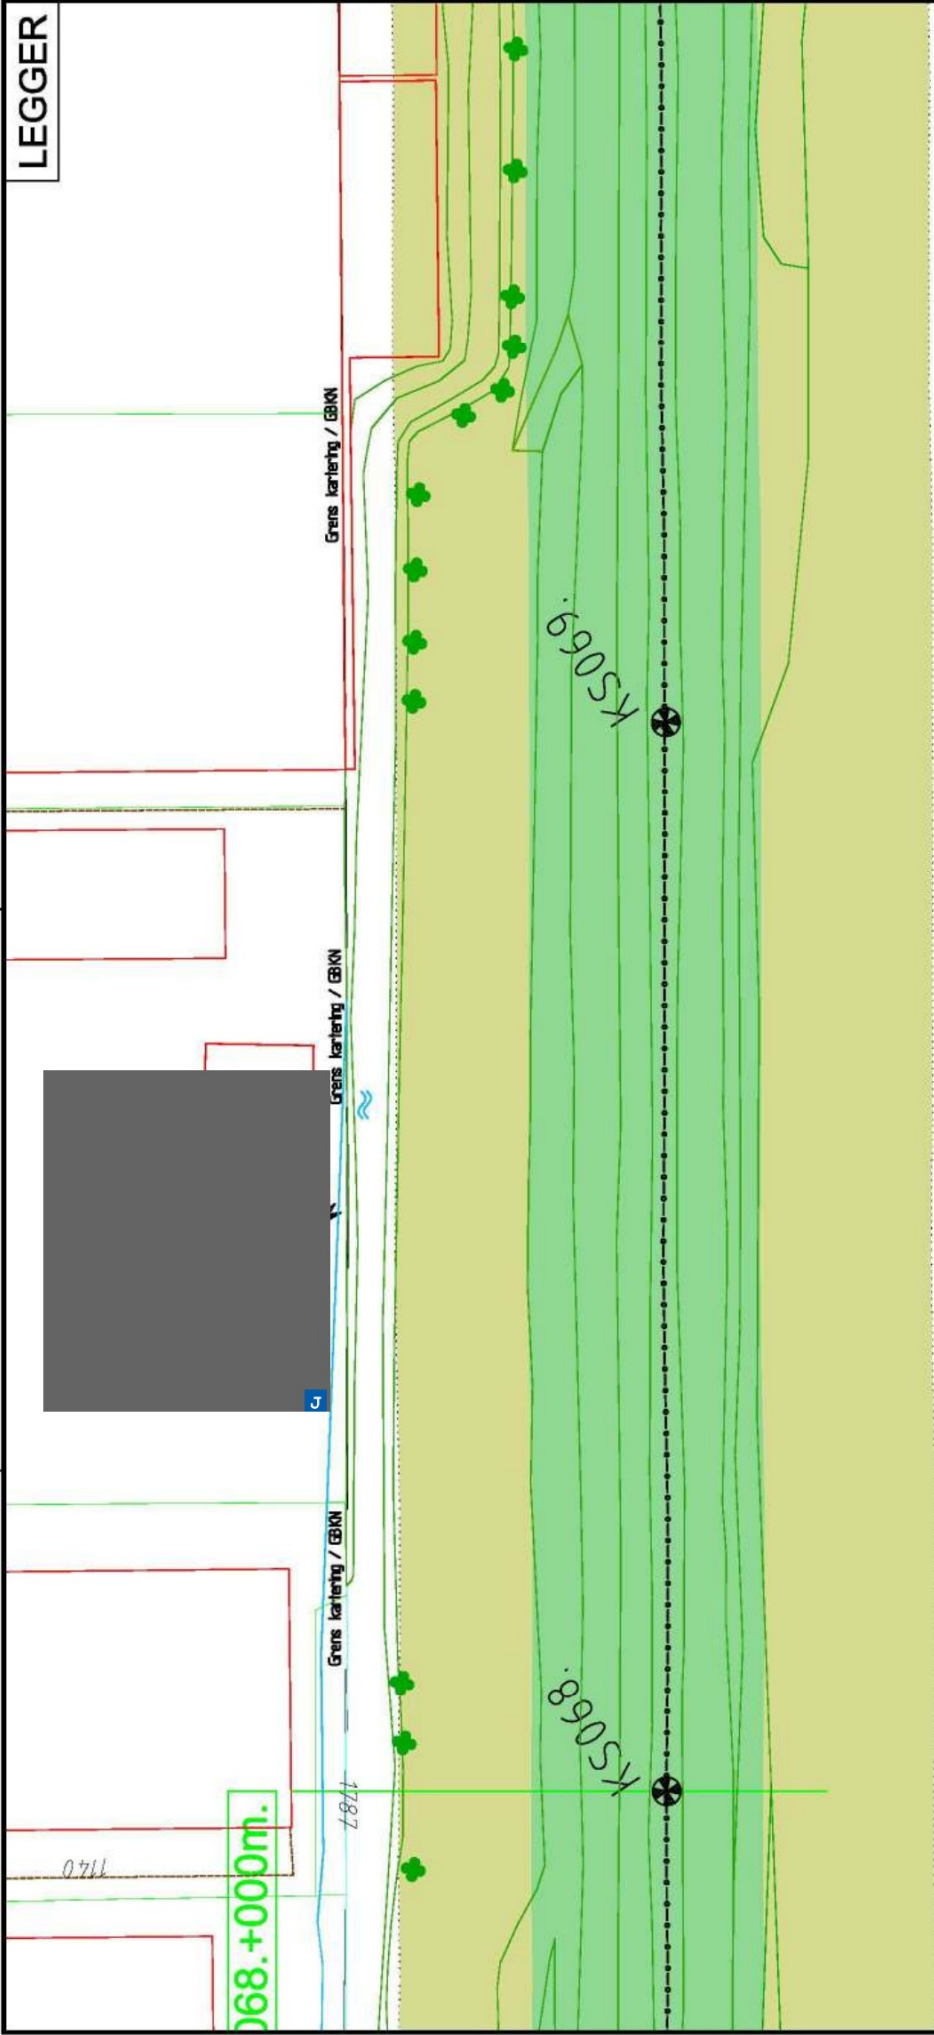 LEGGER
Grens kartering / GBKN
KS069.
Grens kartering / GBKN
J
Grens kartering / GBKN
KS068.
1787
1140
068.+000m.